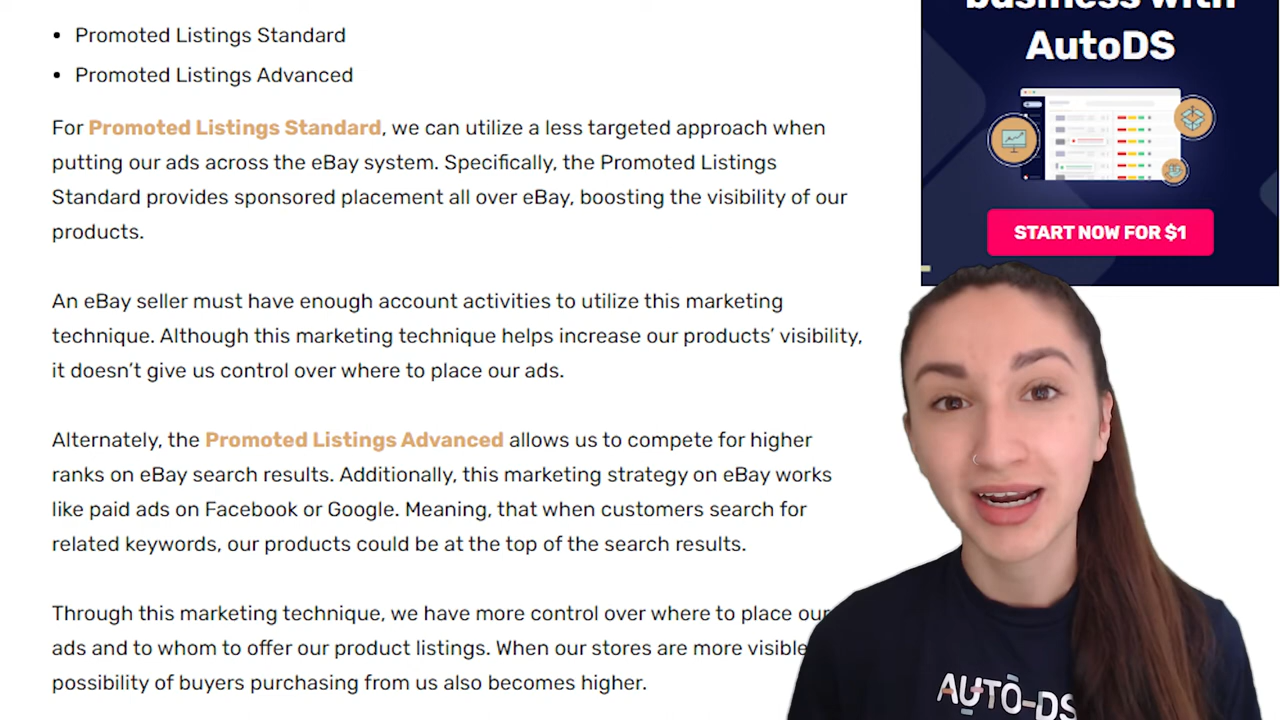 Promoted Listings Standard
Promoted Listings Advanced
For Promoted Listings Standard, we can utilize a less targeted approach when
putting our ads across the eBay system. Specifically, the Promoted Listings
Standard provides sponsored placement all over eBay, boosting the visibility of our
products.
An eBay seller must have enough account activities to utilize this marketing
technique. Although this marketing technique helps increase our products’ visibility,
it doesn’t give us control over where to place our ads.
Alternately, the Promoted Listings Advanced allows us to compete for higher
ranks on eBay search results. Additionally, this marketing strategy on eBay works
like paid ads on Facebook or Google. Meaning, that when customers search for
related keywords, our products could be at the top of the search results.
Through this marketing technique, we have more control over where to place our
ads and to whom to offer our product listings. When our stores are more visible
possibility of buyers purchasing from us also becomes higher.
business with
AutoDS
START NOW FOR $1
AUTO-DS